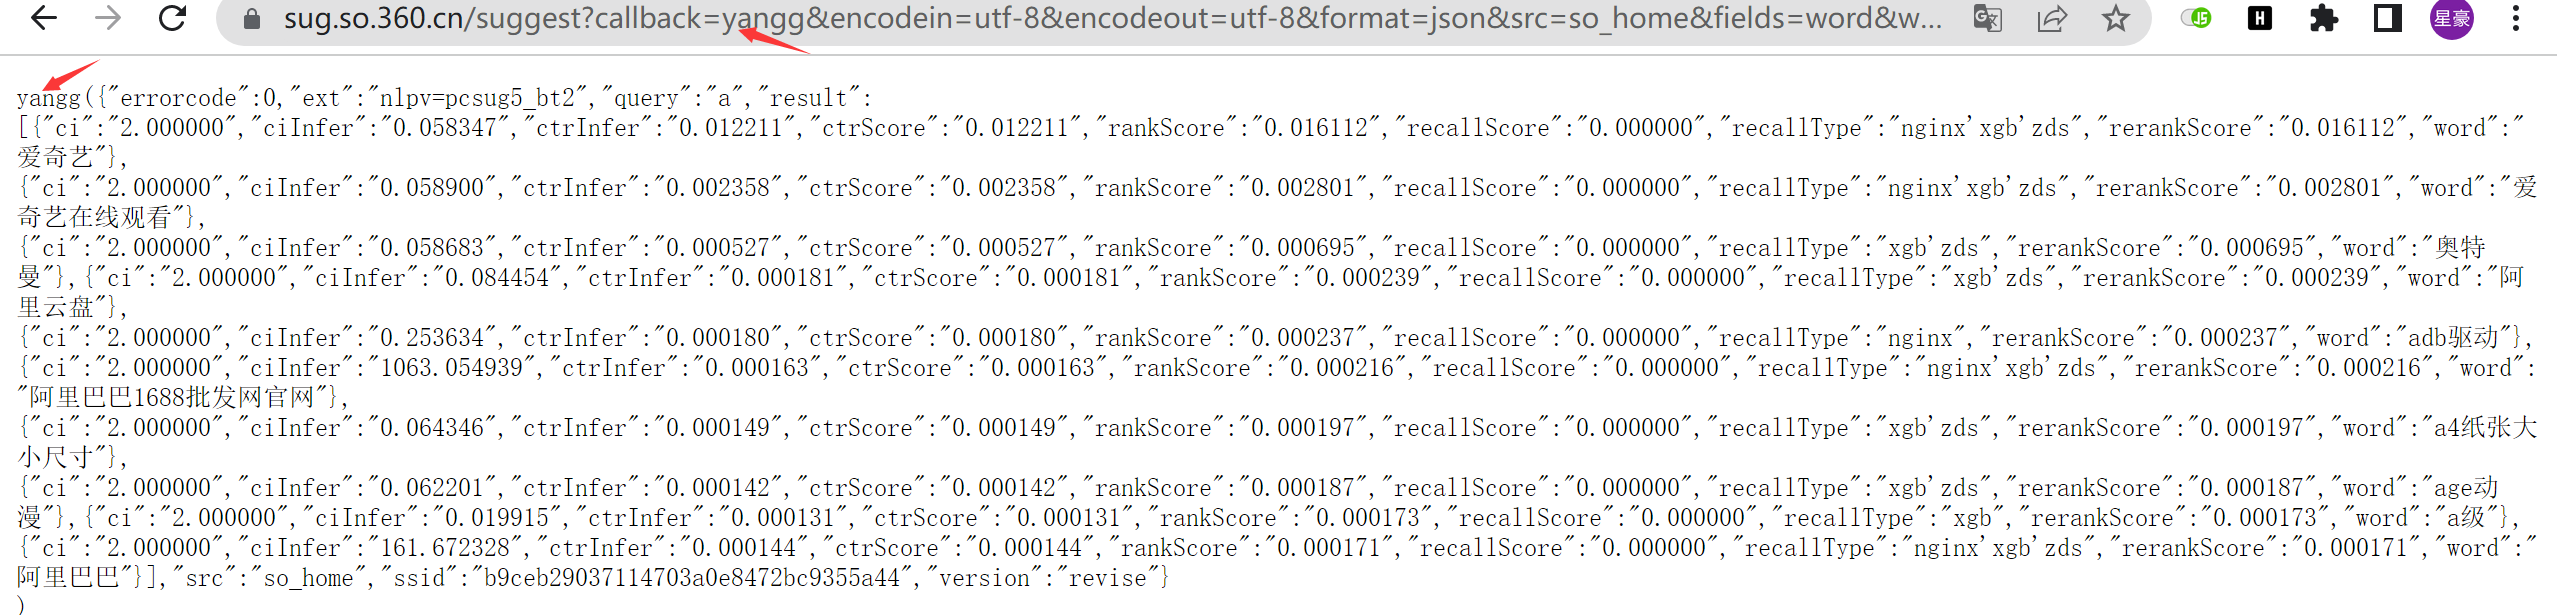 sug.so.360.cn/suggest?callback=yangg&encodein=utf-8&encodeout=utf-8&format=json&src=so_home&fields=word&w...
星豪
yangg({"errorcode":0,"ext":"nlpv=pcsug5_bt2","query":"a","result":
[{"ci":"2.000000","ciInfer":"0.058347","ctrInfer":"0.012211","ctrScore":"0.012211","rankScore":"0.016112","recallScore":"0.000000","recallType":"nginx'xgb'zds","rerankScore":"0.016112","word":"
爱奇艺"},
{"ci":"2.000000","ciInfer":"0.058900","ctrInfer":"0.002358","ctrScore":"0.002358","rankScore":"0.002801","recallScore":"0.000000","recallType":"nginx'xgb'zds","rerankScore":"0.002801","word":"爱
奇艺在线观看"},
{"ci":"2.000000","ciInfer":"0.058683","ctrInfer":"0.000527","ctrScore":"0.000527","rankScore":"0.000695","recallScore":"0.000000","recallType":"xgb'zds","rerankScore":"0.000695","word":"奥特
曼"},{"ci":"2.000000","ciInfer":"0.084454","ctrInfer":"0.000181","ctrScore":"0.000181","rankScore":"0.000239","recallScore":"0.000000","recallType":"xgb'zds","rerankScore":"0.000239","word":"阿
里云盘"},
{"ci":"2.000000","ciInfer":"0.253634","ctrInfer":"0.000180","ctrScore":"0.000180","rankScore":"0.000237","recallScore":"0.000000","recallType":"nginx","rerankScore":"0.000237","word":"adb驱动"},
{"ci":"2.000000","ciInfer":"1063.054939","ctrInfer":"0.000163","ctrScore":"0.000163","rankScore":"0.000216","recallScore":"0.000000","recallType":"nginx'xgb'zds","rerankScore":"0.000216","word":
"阿里巴巴1688批发网官网"},
{"ci":"2.000000","ciInfer":"0.064346","ctrInfer":"0.000149","ctrScore":"0.000149","rankScore":"0.000197","recallScore":"0.000000","recallType":"xgb'zds","rerankScore":"0.000197","word":"a4纸张大
小尺寸"},
{"ci":"2.000000","ciInfer":"0.062201","ctrInfer":"0.000142","ctrScore":"0.000142","rankScore":"0.000187","recallScore":"0.000000","recallType":"xgb'zds","rerankScore":"0.000187","word":"age动
漫"},{"ci":"2.000000","ciInfer":"0.019915","ctrInfer":"0.000131","ctrScore":"0.000131","rankScore":"0.000173","recallScore":"0.000000","recallType":"xgb","rerankScore":"0.000173","word":"a级"},
{"ci":"2.000000","ciInfer":"161.672328","ctrInfer":"0.000144","ctrScore":"0.000144","rankScore":"0.000171","recallScore":"0.000000","recallType":"nginx'xgb'zds","rerankScore":"0.000171","word":"
阿里巴巴"}],"src":"so_home","ssid":"b9ceb29037114703a0e8472bc9355a44","version":"revise"}
)